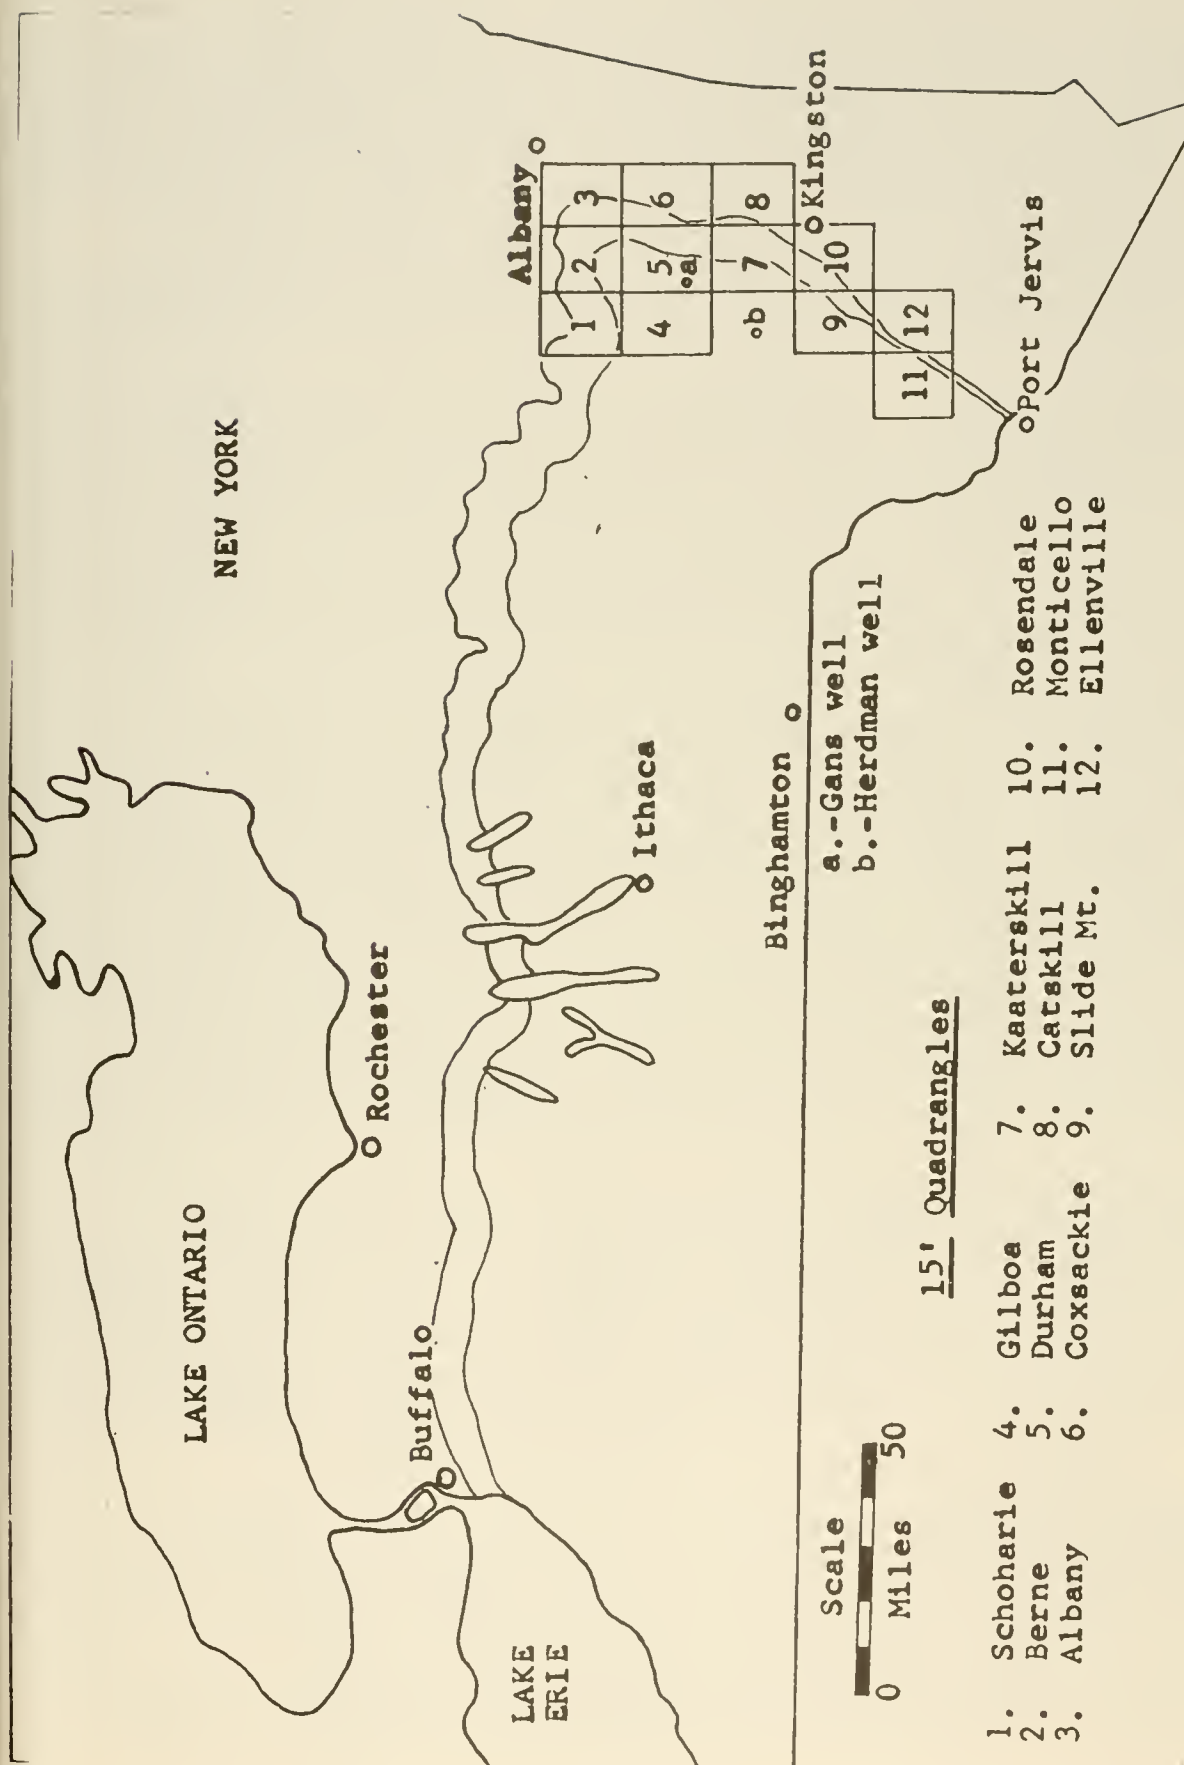 NEW YORK
LAKE ONTARIO
Rochester
Buffalo
LAKE
ERIE
Ithaca
Binghamton
Albany
Kingston
Port Jervis
1
2
3
4
5
a
6
b
7
8
9
10
11
12
a.-Gans well
b.-Herdman well
Scale
0 50
Miles
15' Quadrangles
1. Schoharie 4. Gilboa 7. Kaaterskill 10. Rosendale
2. Berne 5. Durham 8. Catskill 11. Monticello
3. Albany 6. Coxsackie 9. Slide Mt. 12. Ellenville